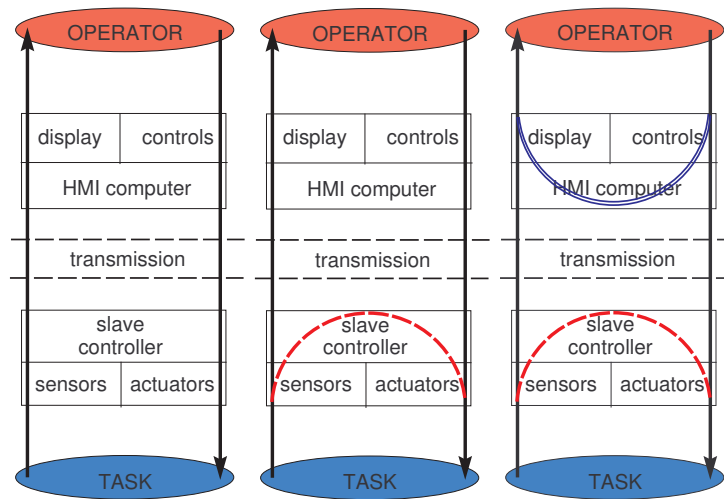 OPERATOR
display controls
HMI computer
transmission
slave
controller
sensors actuators
TASK
OPERATOR
display controls
HMI computer
transmission
slave
controller
sensors actuators
TASK
OPERATOR
display controls
HMI computer
transmission
slave
controller
sensors actuators
TASK